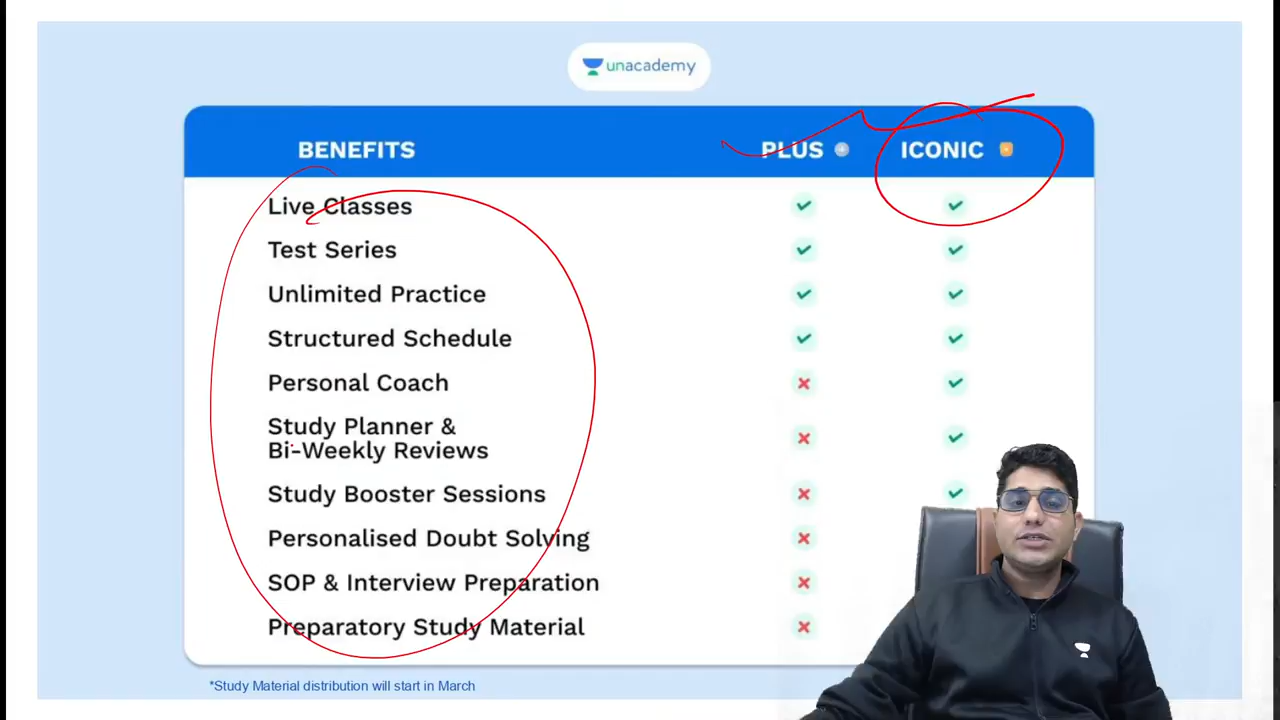 unacademy
BENEFITS PLUS ICONIC
Live Classes
Test Series
Unlimited Practice
Structured Schedule
Personal Coach
Study Planner &
Bi-Weekly Reviews
Study Booster Sessions
Personalised Doubt Solving
SOP & Interview Preparation
Preparatory Study Material
*Study Material distribution will start in March